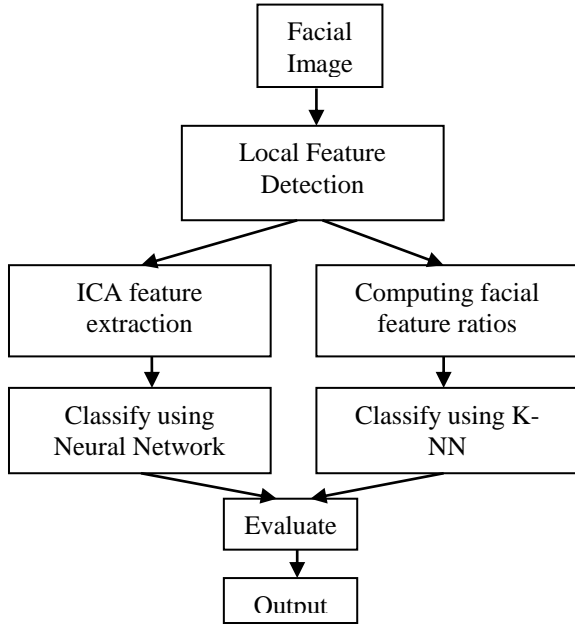 Facial
Image
Local Feature
Detection
ICA feature
extraction
Computing facial
feature ratios
Classify using
Neural Network
Classify using K-
NN
Evaluate
Output